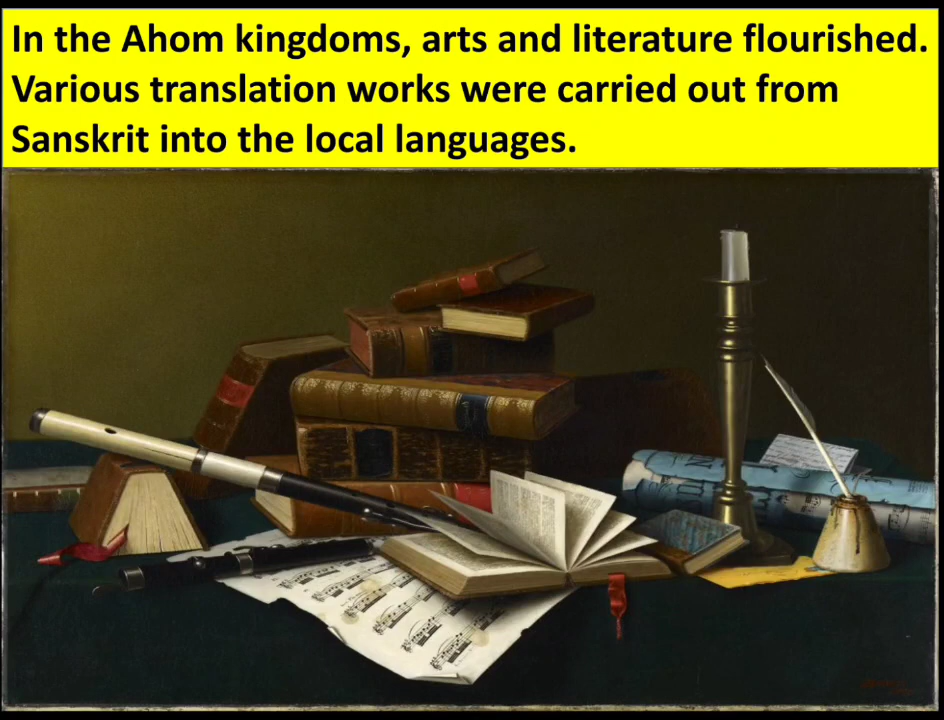 In the Ahom kingdoms, arts and literature flourished.
Various translation works were carried out from
Sanskrit into the local languages.